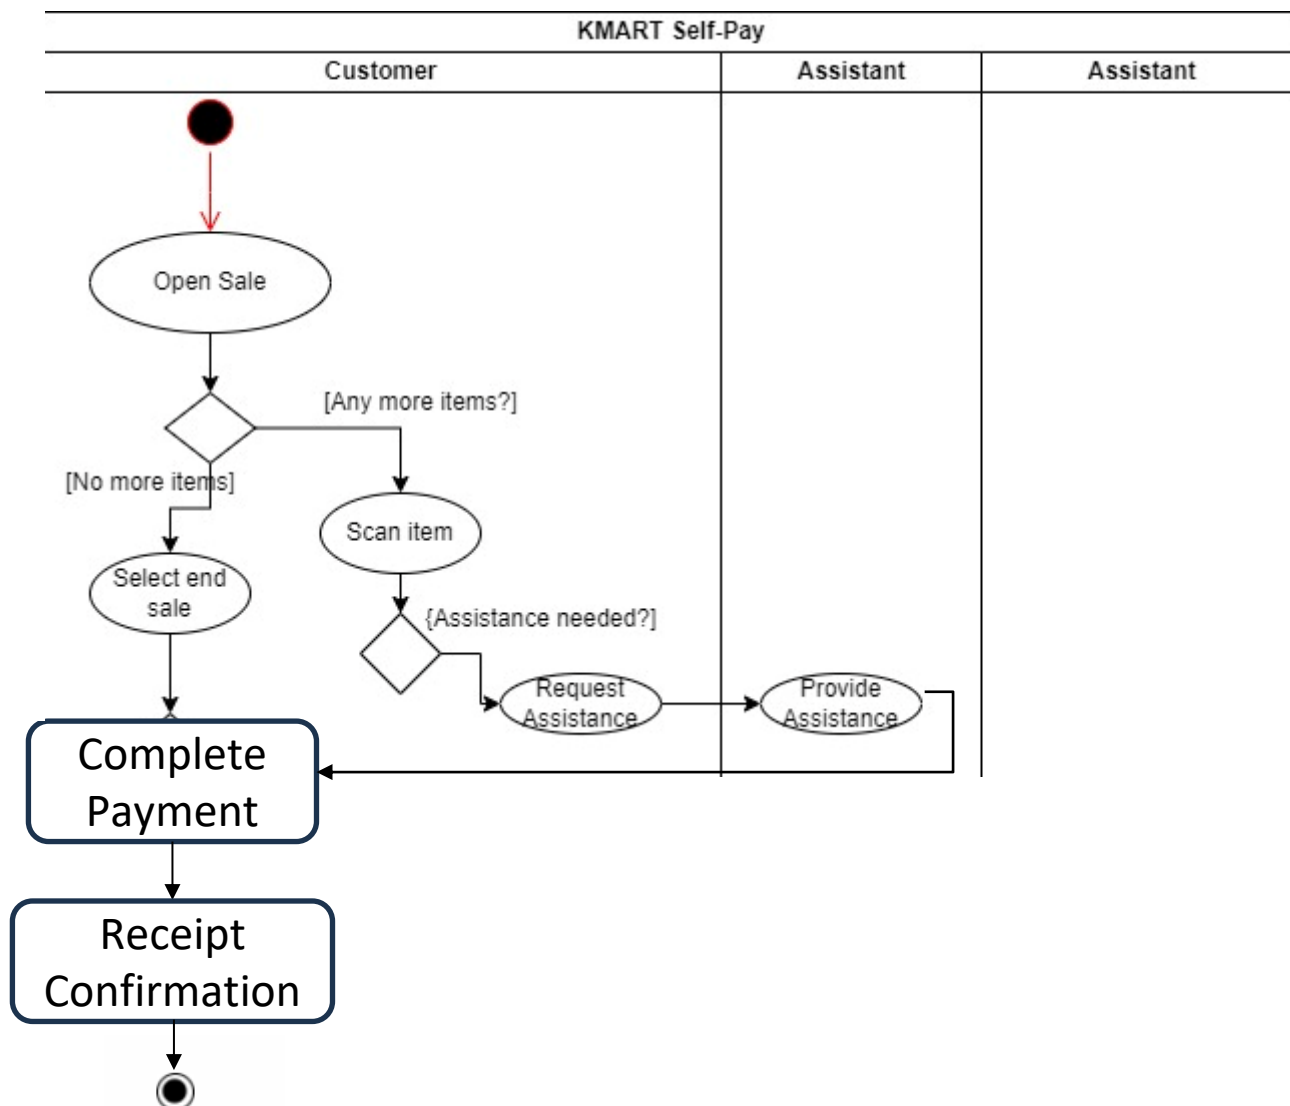 KMART Self-Pay
Customer
Assistant
Assistant
Open Sale
[Any more items?]
[No more items]
Scan item
Select end
sale
{Assistance needed?]
Request
Assistance
Provide
Assistance
Complete
Payment
Receipt
Confirmation